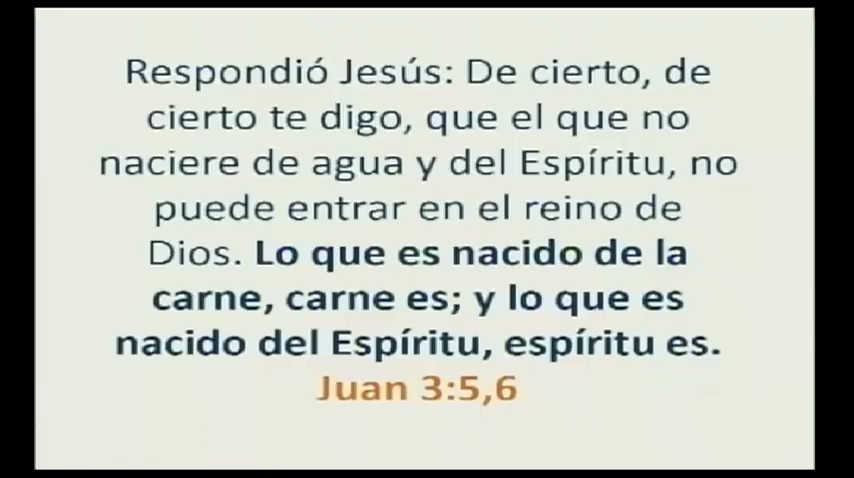 Respondió Jesús: De cierto, de
cierto te digo, que el que no
naciere de agua y del Espíritu, no
puede entrar en el reino de
Dios. Lo que es nacido de la
carne, carne es; y lo que es
nacido del Espíritu, espíritu es.
Juan 3:5,6